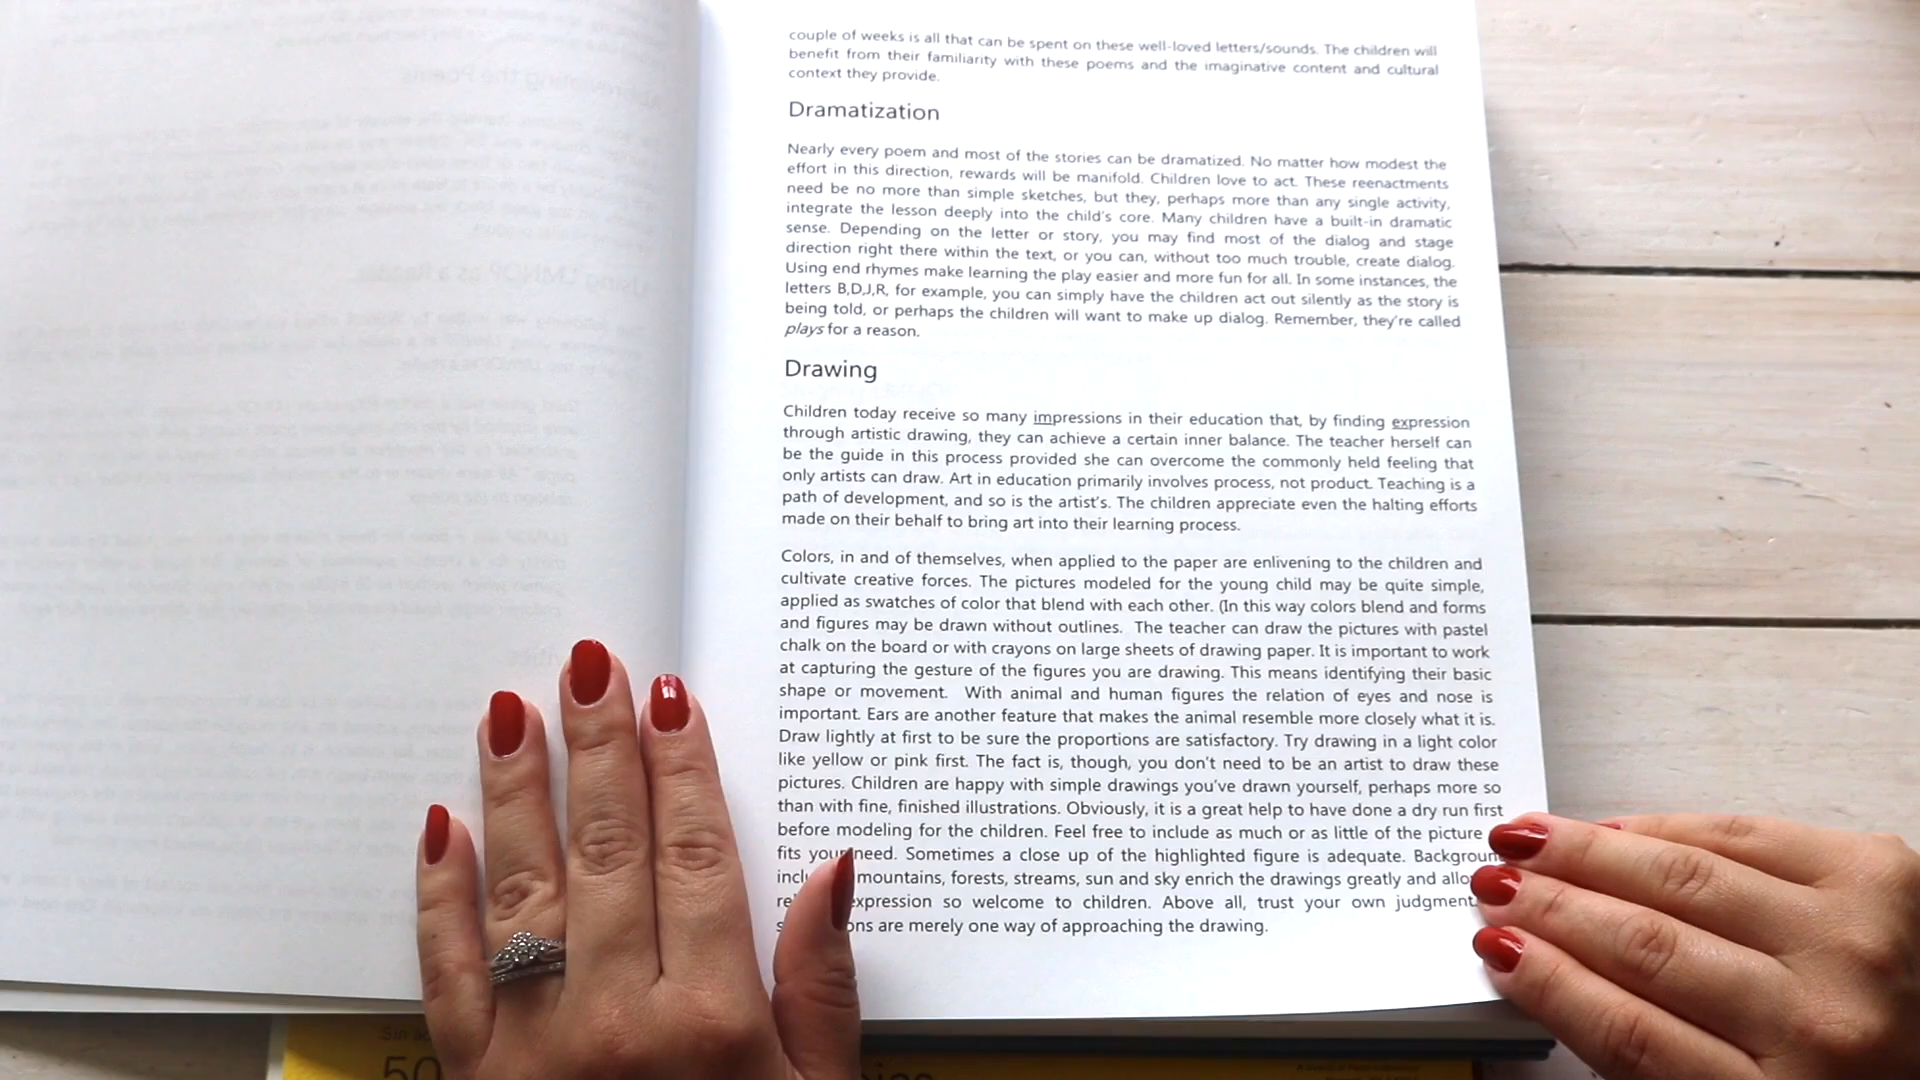 couple of weeks is all that can be spent on these well-loved letters/sounds. The children will
benefit from their familiarity with these poems and the imaginative content and cultural
context they provide.
Dramatization
Nearly every poem and most of the stories can be dramatized. No matter how modest the
effort in this direction, rewards will be manifold. Children love to act. These reenactments
need be no more than simple sketches, but they, perhaps more than any single activity,
integrate the lesson deeply into the child's core. Many children have a built-in dramatic
sense. Depending on the letter or story, you may find most of the dialog and stage
direction right there within the text, or you can, without too much trouble, create dialog.
Using end rhymes make learning the play easier and more fun for all. In some instances, the
letters B,D,J,R, for example, you can simply have the children act out silently as the story is
being told, or perhaps the children will want to make up dialog. Remember, they're called
plays for a reason.
Drawing
Children today receive so many impressions in their education that, by finding expression
through artistic drawing, they can achieve a certain inner balance. The teacher herself can
be the guide in this process provided she can overcome the commonly held feeling that
only artists can draw. Art in education primarily involves process, not product. Teaching is a
path of development, and so is the artist's. The children appreciate even the halting efforts
made on their behalf to bring art into their learning process.
Colors, in and of themselves, when applied to the paper are enlivening to the children and
cultivate creative forces. The pictures modeled for the young child may be quite simple,
applied as swatches of color that blend with each other. (In this way colors blend and forms
and figures may be drawn without outlines. The teacher can draw the pictures with pastel
chalk on the board or with crayons on large sheets of drawing paper. It is important to work
at capturing the gesture of the figures you are drawing. This means identifying their basic
shape or movement. With animal and human figures the relation of eyes and nose is
important. Ears are another feature that makes the animal resemble more closely what it is.
Draw lightly at first to be sure the proportions are satisfactory. Try drawing in a light color
like yellow or pink first. The fact is, though, you don't need to be an artist to draw these
pictures. Children are happy with simple drawings you've drawn yourself, perhaps more so
than with fine, finished illustrations. Obviously, it is a great help to have done a dry run first
before modeling for the children. Feel free to include as much or as little of the picture
fits your need. Sometimes a close up of the highlighted figure is adequate.
mountains, forests, streams, sun and sky enrich the drawings greatly and
expression so welcome to children. Above all, trust your own judgment
are merely one way of approaching the drawing.
50